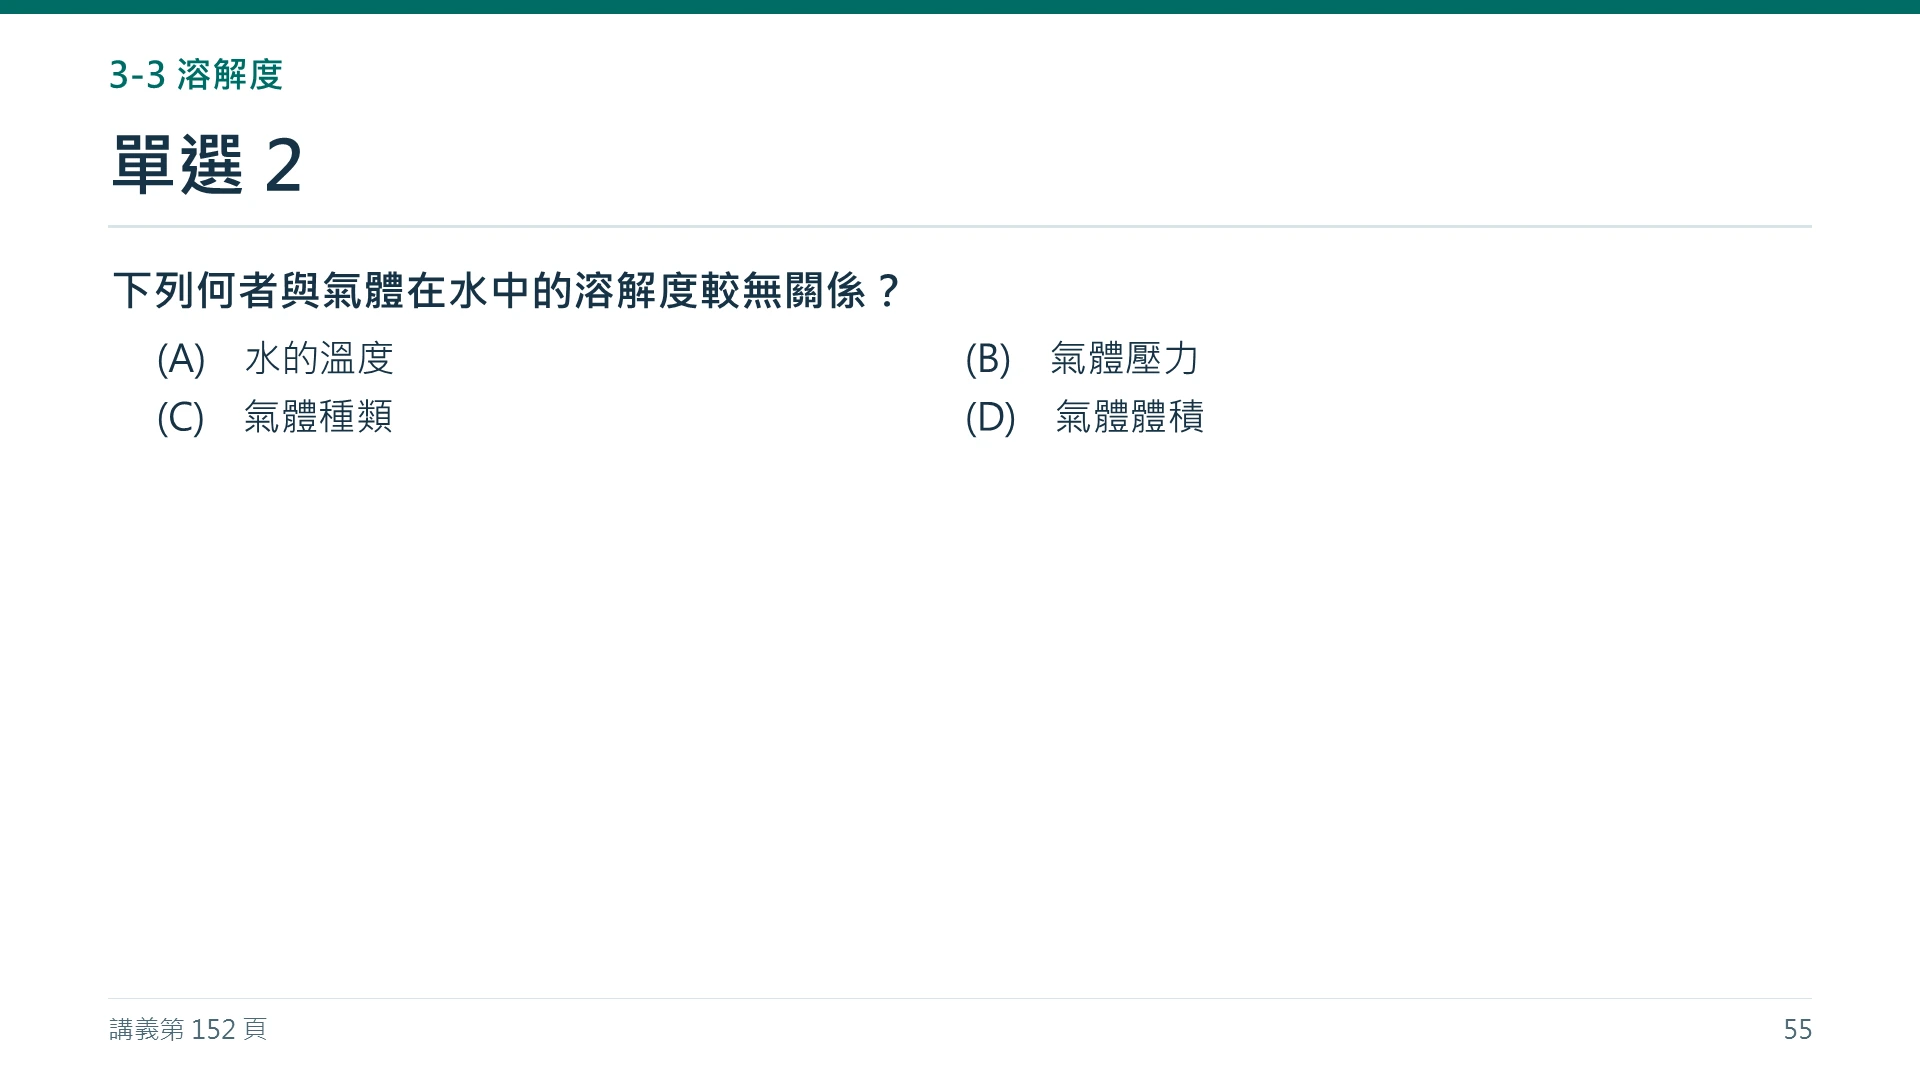 3-3 溶解度
單選 2
下列何者與氣體在水中的溶解度較無關係？
(A) 水的溫度 (B) 氣體壓力
(C) 氣體種類 (D) 氣體體積
講義第 152 頁 55